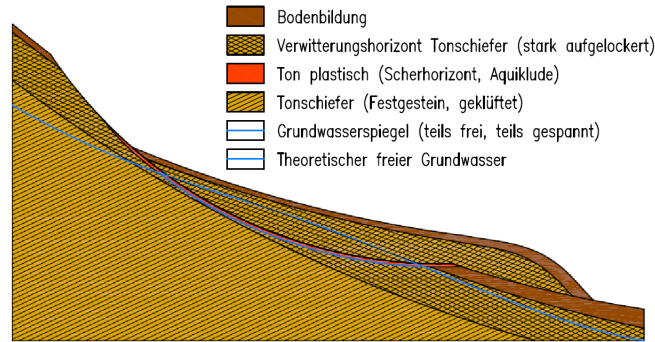 Bodenbildung
Verwitterungshorizont Tonschiefer (stark aufgelockert)
Ton plastisch (Scherhorizont, Aquiklude)
Tonschiefer (Festgestein, geklüftet)
Grundwasserspiegel (teils frei, teils gespannt)
Theoretischer freier Grundwasser